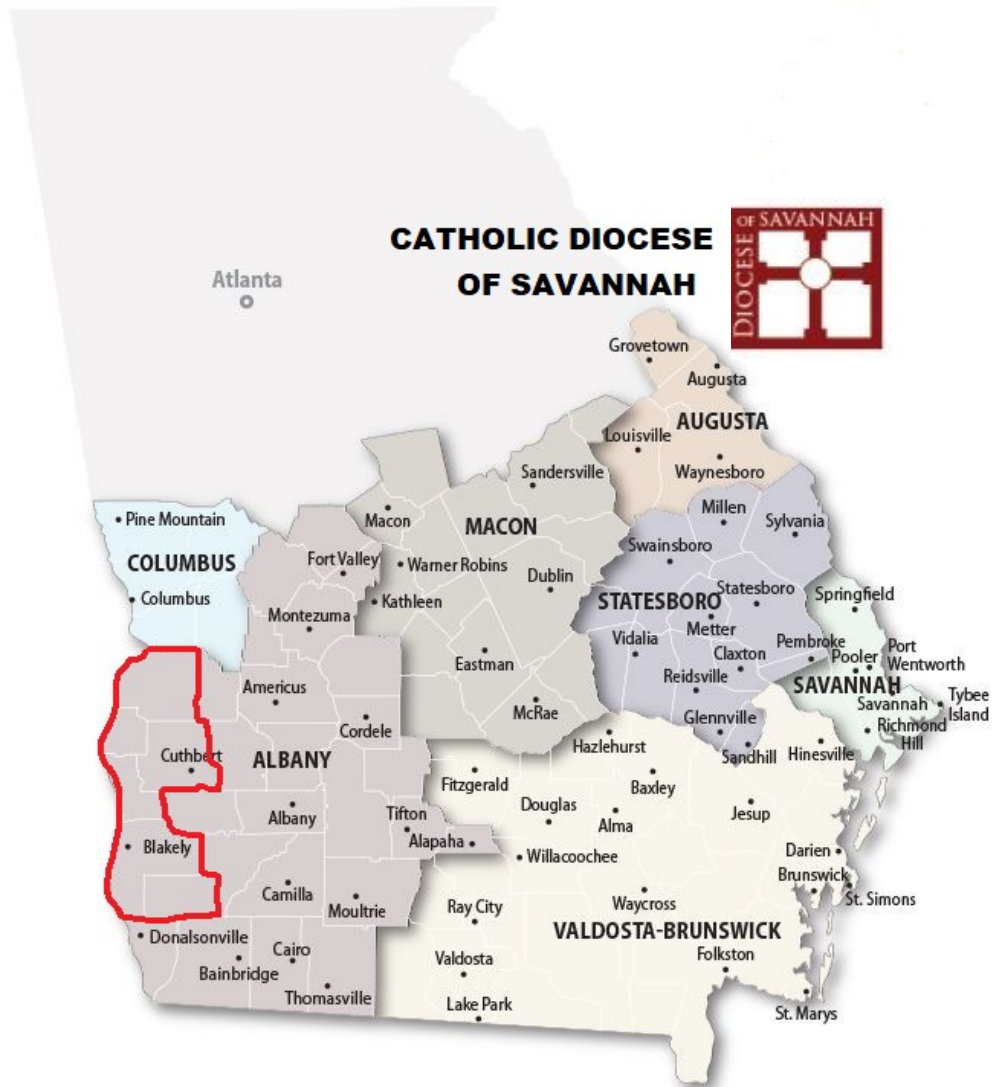 CATHOLIC DIOCESE
OF SAVANNAH
DIOCESE
OF SAVANNAH
Atlanta
Grovetown
Augusta
AUGUSTA
Louisville
Waynesboro
Sandersville
Macon
MACON
Millen
Sylvania
Pine Mountain
COLUMBUS
Columbus
Fort Valley
Warner Robins
Dublin
Kathleen
Montezuma
Swainsboro
Statesboro
STATESBORO
Metter
Springfield
Vidalia
Claxton
Pembroke
Pooler
Port
Wentworth
Eastman
Reidsville
SAVANNAH
Savannah
Tybee
Island
Richmond
Hill
Americus
McRae
Glennville
Cordele
Hazlehurst
Sandhill
Hinesville
Cuthbert
ALBANY
Fitzgerald
Baxley
Albany
Tifton
Douglas
Alma
Jesup
Alapaha
Blakely
Willacoochee
Darien
Brunswick
St. Simons
Camilla
Moultrie
Ray City
Waycross
VALDOSTA-BRUNSWICK
Donalsonville
Cairo
Bainbridge
Valdosta
Folkston
Thomasville
Lake Park
St. Marys